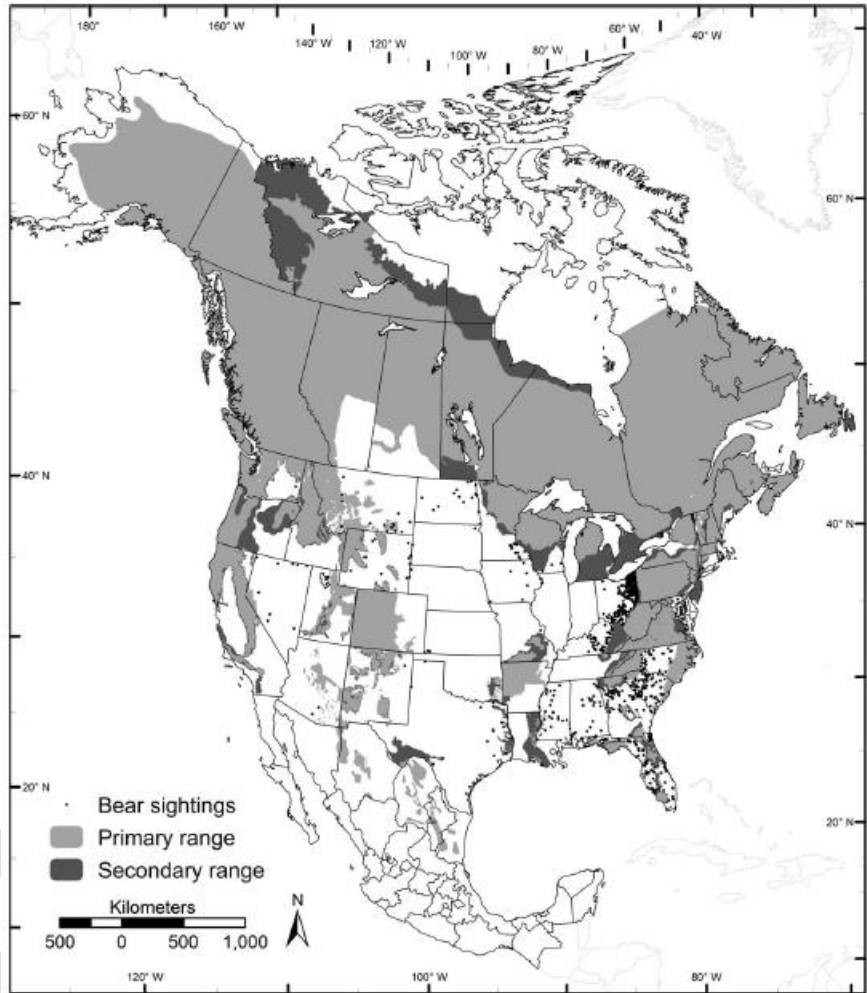 180° 160° W 140° W 120° W 100° W 80° W 60° W 40° W
60° N
60° N
40° N
40° N
20° N
20° N
Bear sightings
Primary range
Secondary range
Kilometers
500 0 500 1,000
N
120° W 100° W 80° W